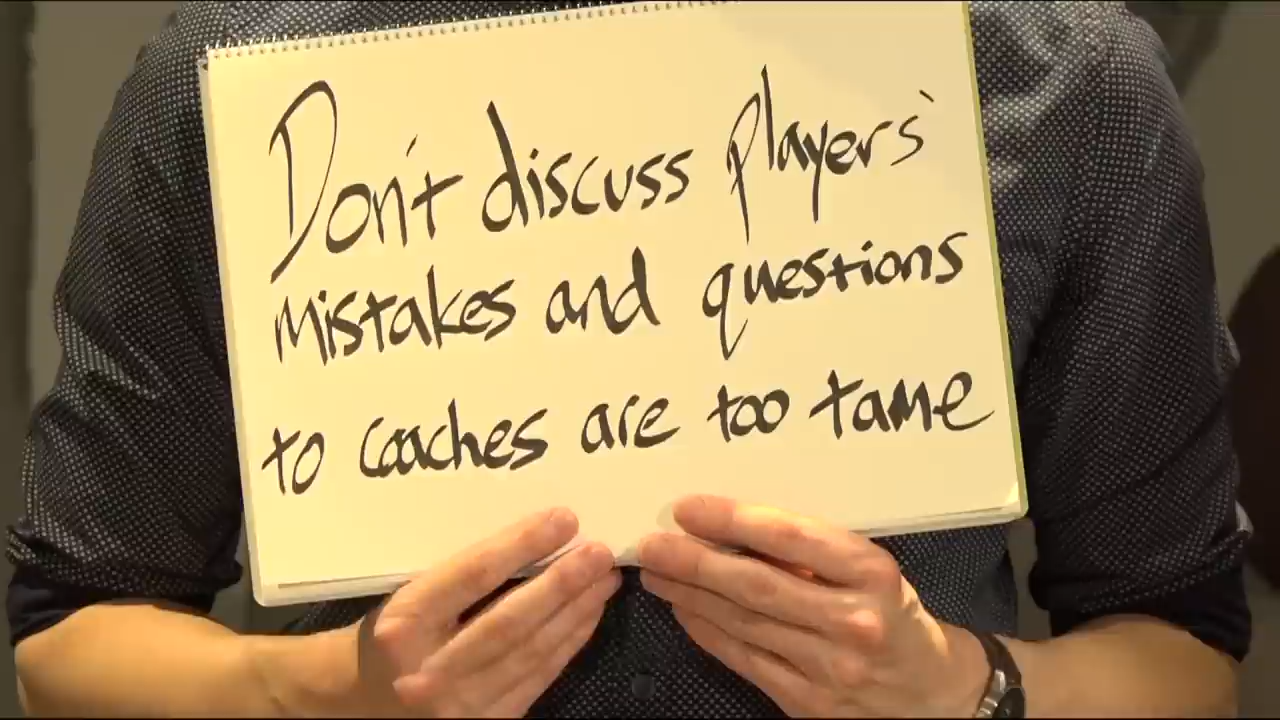 Don't discuss players'
mistakes and questions
to coaches are too tame